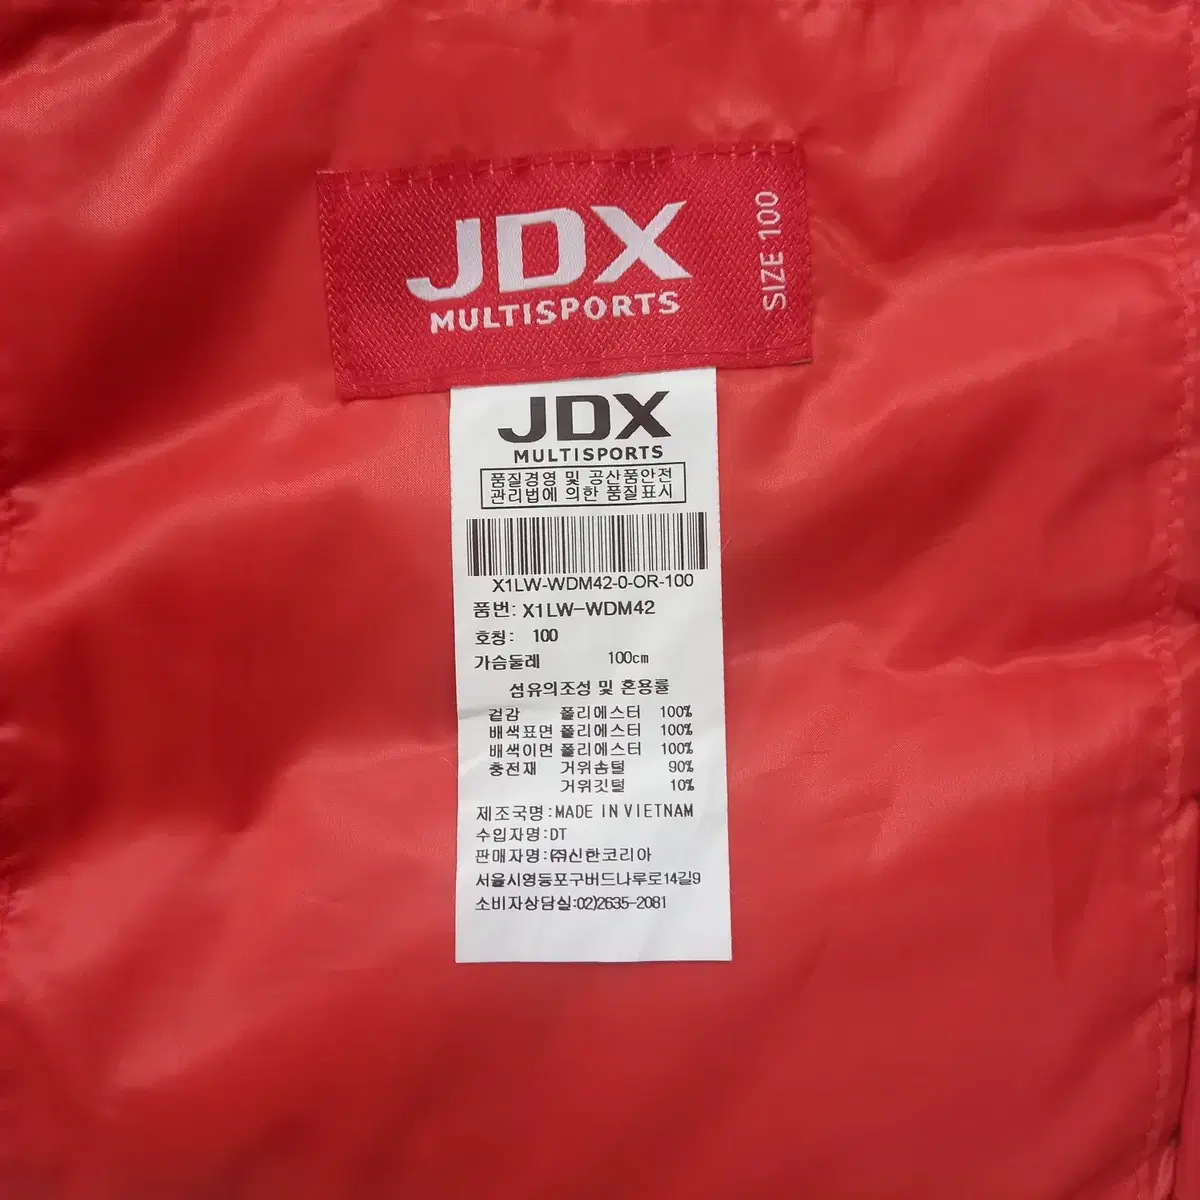 JDX
MULTISPORTS
SIZE 100
JDX
MULTISPORTS
품질경영 및 공산품안전
관리법에 의한 품질표시
X1LW-WDM42-0-OR-100
품번: X1LW-WDM42
호칭: 100
가슴둘레 100cm
섬유의조성 및 혼용률
겉감 폴리에스터 100%
배색표면 폴리에스터 100%
배색이면 폴리에스터 100%
충전재 거위솜털 90%
거위깃털 10%
제조국명:MADE IN VIETNAM
수입자명:DT
판매자명:㈜신한코리아
서울시영등포구버드나루로14길9
소비자상담실:02)2635-2081